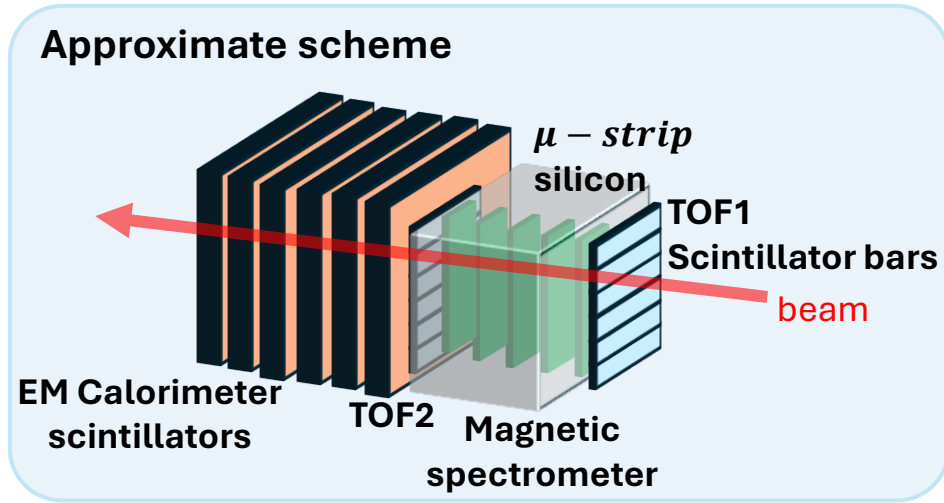 Approximate scheme
μ − strip
silicon
TOF1
Scintillator bars
beam
EM Calorimeter
scintillators
TOF2
Magnetic
spectrometer